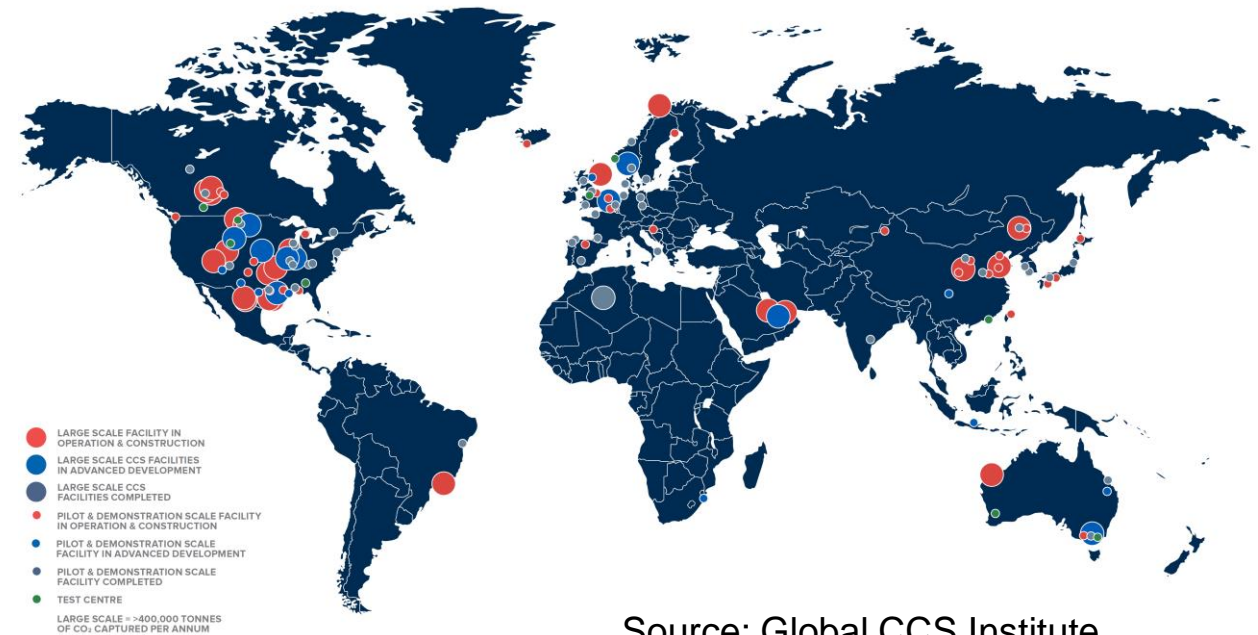 LARGE SCALE FACILITY IN
OPERATION & CONSTRUCTION
LARGE SCALE CCS FACILITIES
IN ADVANCED DEVELOPMENT
LARGE SCALE CCS
FACILITIES COMPLETED
PILOT & DEMONSTRATION SCALE FACILITY
IN OPERATION & CONSTRUCTION
PILOT & DEMONSTRATION SCALE
FACILITY IN ADVANCED DEVELOPMENT
PILOT & DEMONSTRATION SCALE
FACILITY COMPLETED
TEST CENTRE
LARGE SCALE = >400,000 TONNES
OF CO₂ CAPTURED PER ANNUM
Source: Global CCS Institute